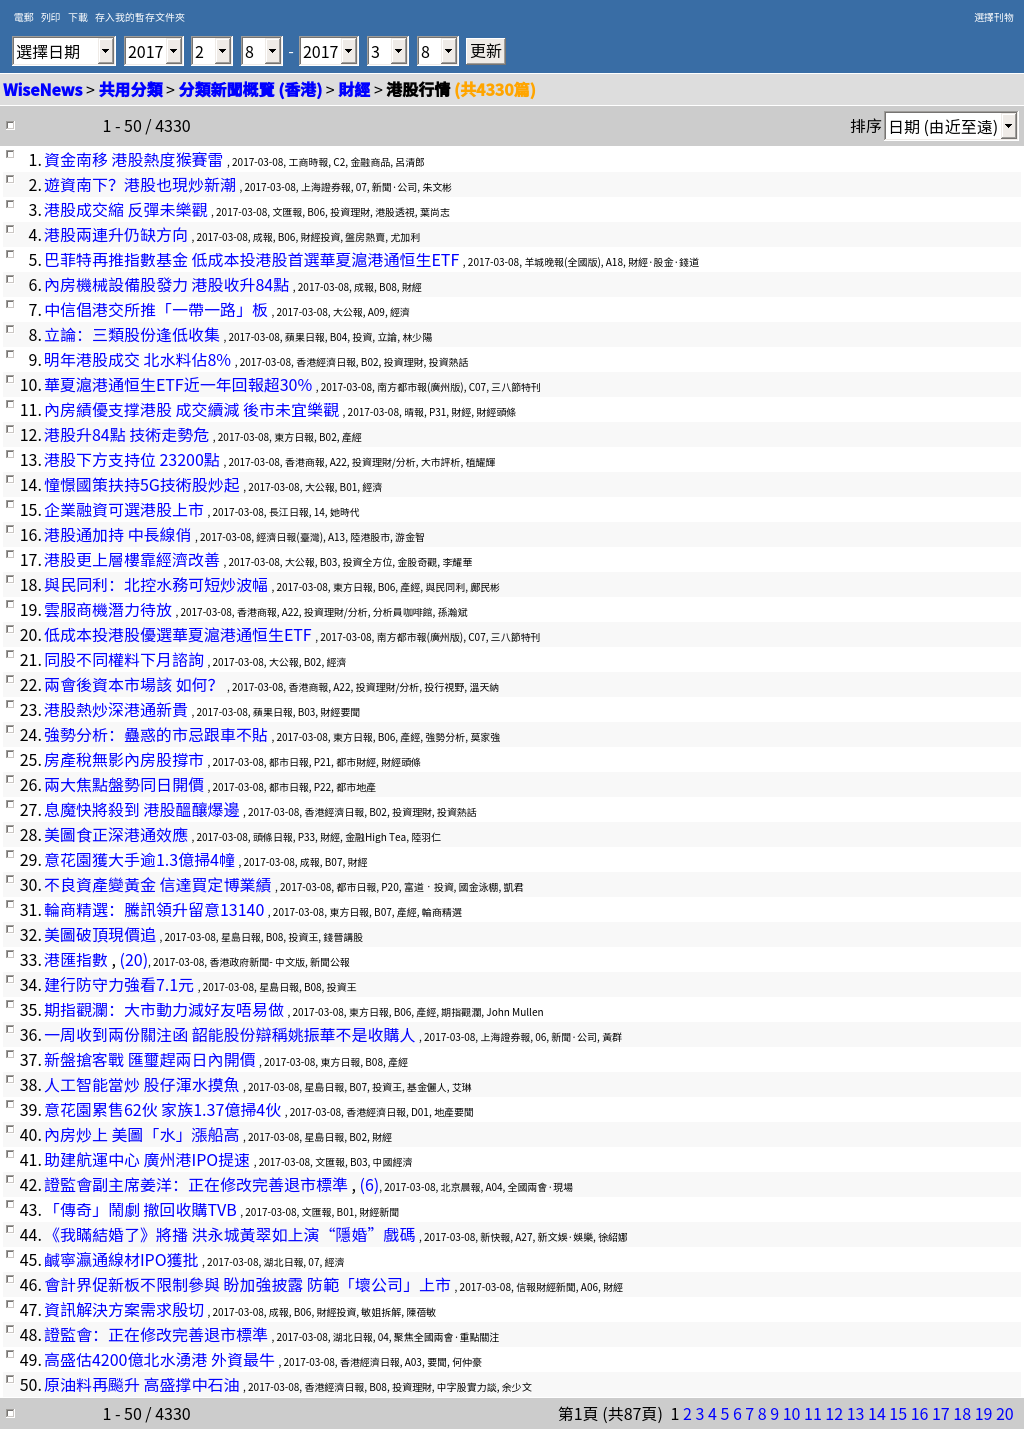 電郵 列印 下載 存入我的暫存文件夾 選擇刊物
選擇日期 2017 2 8 - 2017 3 8 更新
WiseNews > 共用分類 > 分類新聞概覽 (香港) > 財經 > 港股行情 (共4330篇)
1 - 50 / 4330 排序 日期 (由近至遠)
1. 資金南移 港股熱度猴賽雷 , 2017-03-08, 工商時報, C2, 金融商品, 呂清郎
2. 遊資南下？港股也現炒新潮 , 2017-03-08, 上海證券報, 07, 新聞·公司, 朱文彬
3. 港股成交縮 反彈未樂觀 , 2017-03-08, 文匯報, B06, 投資理財, 港股透視, 葉尚志
4. 港股兩連升仍缺方向 , 2017-03-08, 成報, B06, 財經投資, 盤房熱賣, 尤加利
5. 巴菲特再推指數基金 低成本投港股首選華夏滬港通恒生ETF , 2017-03-08, 羊城晚報(全國版), A18, 財經·股金·錢道
6. 內房機械設備股發力 港股收升84點 , 2017-03-08, 成報, B08, 財經
7. 中信倡港交所推「一帶一路」板 , 2017-03-08, 大公報, A09, 經濟
8. 立論：三類股份逢低收集 , 2017-03-08, 蘋果日報, B04, 投資, 立論, 林少陽
9. 明年港股成交 北水料佔8% , 2017-03-08, 香港經濟日報, B02, 投資理財, 投資熱話
10. 華夏滬港通恒生ETF近一年回報超30% , 2017-03-08, 南方都市報(廣州版), C07, 三八節特刊
11. 內房績優支撑港股 成交續減 後市未宜樂觀 , 2017-03-08, 晴報, P31, 財經, 財經頭條
12. 港股升84點 技術走勢危 , 2017-03-08, 東方日報, B02, 產經
13. 港股下方支持位 23200點 , 2017-03-08, 香港商報, A22, 投資理財/分析, 大市評析, 植耀輝
14. 憧憬國策扶持5G技術股炒起 , 2017-03-08, 大公報, B01, 經濟
15. 企業融資可選港股上市 , 2017-03-08, 長江日報, 14, 她時代
16. 港股通加持 中長線俏 , 2017-03-08, 經濟日報(臺灣), A13, 陸港股市, 游金智
17. 港股更上層樓靠經濟改善 , 2017-03-08, 大公報, B03, 投資全方位, 金股奇觀, 李耀華
18. 與民同利：北控水務可短炒波幅 , 2017-03-08, 東方日報, B06, 產經, 與民同利, 鄺民彬
19. 雲服商機潛力待放 , 2017-03-08, 香港商報, A22, 投資理財/分析, 分析員咖啡館, 孫瀚斌
20. 低成本投港股優選華夏滬港通恒生ETF , 2017-03-08, 南方都市報(廣州版), C07, 三八節特刊
21. 同股不同權料下月諮詢 , 2017-03-08, 大公報, B02, 經濟
22. 兩會後資本市場該 如何？ , 2017-03-08, 香港商報, A22, 投資理財/分析, 投行視野, 溫天納
23. 港股熱炒深港通新貴 , 2017-03-08, 蘋果日報, B03, 財經要聞
24. 強勢分析：蠱惑的市忌跟車不貼 , 2017-03-08, 東方日報, B06, 產經, 強勢分析, 莫家強
25. 房產稅無影內房股撐市 , 2017-03-08, 都市日報, P21, 都市財經, 財經頭條
26. 兩大焦點盤勢同日開價 , 2017-03-08, 都市日報, P22, 都市地產
27. 息魔快將殺到 港股醞釀爆邊 , 2017-03-08, 香港經濟日報, B02, 投資理財, 投資熱話
28. 美圖食正深港通效應 , 2017-03-08, 頭條日報, P33, 財經, 金融High Tea, 陸羽仁
29. 意花園獲大手逾1.3億掃4幢 , 2017-03-08, 成報, B07, 財經
30. 不良資產變黃金 信達買定博業績 , 2017-03-08, 都市日報, P20, 富道‧投資, 國金泳棚, 凱君
31. 輪商精選：騰訊領升留意13140 , 2017-03-08, 東方日報, B07, 產經, 輪商精選
32. 美圖破頂現價追 , 2017-03-08, 星島日報, B08, 投資王, 錢晉講股
33. 港匯指數 , (20), 2017-03-08, 香港政府新聞- 中文版, 新聞公報
34. 建行防守力強看7.1元 , 2017-03-08, 星島日報, B08, 投資王
35. 期指觀瀾：大市動力減好友唔易做 , 2017-03-08, 東方日報, B06, 產經, 期指觀瀾, John Mullen
36. 一周收到兩份關注函 韶能股份辯稱姚振華不是收購人 , 2017-03-08, 上海證券報, 06, 新聞·公司, 黃群
37. 新盤搶客戰 匯璽趕兩日內開價 , 2017-03-08, 東方日報, B08, 產經
38. 人工智能當炒 股仔渾水摸魚 , 2017-03-08, 星島日報, B07, 投資王, 基金儷人, 艾琳
39. 意花園累售62伙 家族1.37億掃4伙 , 2017-03-08, 香港經濟日報, D01, 地產要聞
40. 內房炒上 美圖「水」漲船高 , 2017-03-08, 星島日報, B02, 財經
41. 助建航運中心 廣州港IPO提速 , 2017-03-08, 文匯報, B03, 中國經濟
42. 證監會副主席姜洋：正在修改完善退市標準 , (6), 2017-03-08, 北京晨報, A04, 全國兩會·現場
43. 「傳奇」鬧劇 撤回收購TVB , 2017-03-08, 文匯報, B01, 財經新聞
44. 《我瞞結婚了》將播 洪永城黃翠如上演“隱婚”戲碼 , 2017-03-08, 新快報, A27, 新文娛·娛樂, 徐紹娜
45. 鹹寧瀛通線材IPO獲批 , 2017-03-08, 湖北日報, 07, 經濟
46. 會計界促新板不限制參與 盼加強披露 防範「壞公司」上市 , 2017-03-08, 信報財經新聞, A06, 財經
47. 資訊解決方案需求殷切 , 2017-03-08, 成報, B06, 財經投資, 敏姐拆解, 陳蓓敏
48. 證監會：正在修改完善退市標準 , 2017-03-08, 湖北日報, 04, 聚焦全國兩會·重點關注
49. 高盛估4200億北水湧港 外資最牛 , 2017-03-08, 香港經濟日報, A03, 要聞, 何仲豪
50. 原油料再飈升 高盛撑中石油 , 2017-03-08, 香港經濟日報, B08, 投資理財, 中字股實力談, 余少文
1 - 50 / 4330 第1頁 (共87頁) 1 2 3 4 5 6 7 8 9 10 11 12 13 14 15 16 17 18 19 20